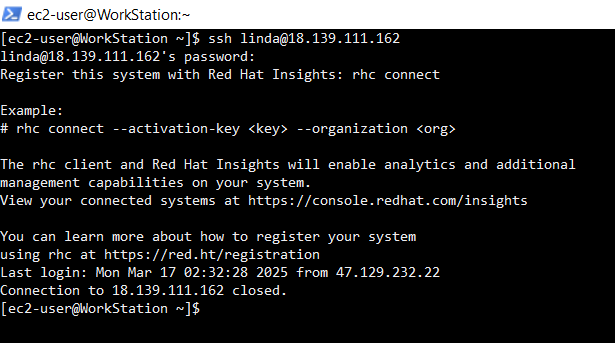 ec2-user@WorkStation:~
[ec2-user@WorkStation ~]$ ssh linda@18.139.111.162
linda@18.139.111.162's password:
Register this system with Red Hat Insights: rhc connect
Example:
# rhc connect --activation-key <key> --organization <org>
The rhc client and Red Hat Insights will enable analytics and additional
management capabilities on your system.
View your connected systems at https://console.redhat.com/insights
You can learn more about how to register your system
using rhc at https://red.ht/registration
Last login: Mon Mar 17 02:32:28 2025 from 47.129.232.22
Connection to 18.139.111.162 closed.
[ec2-user@WorkStation ~]$